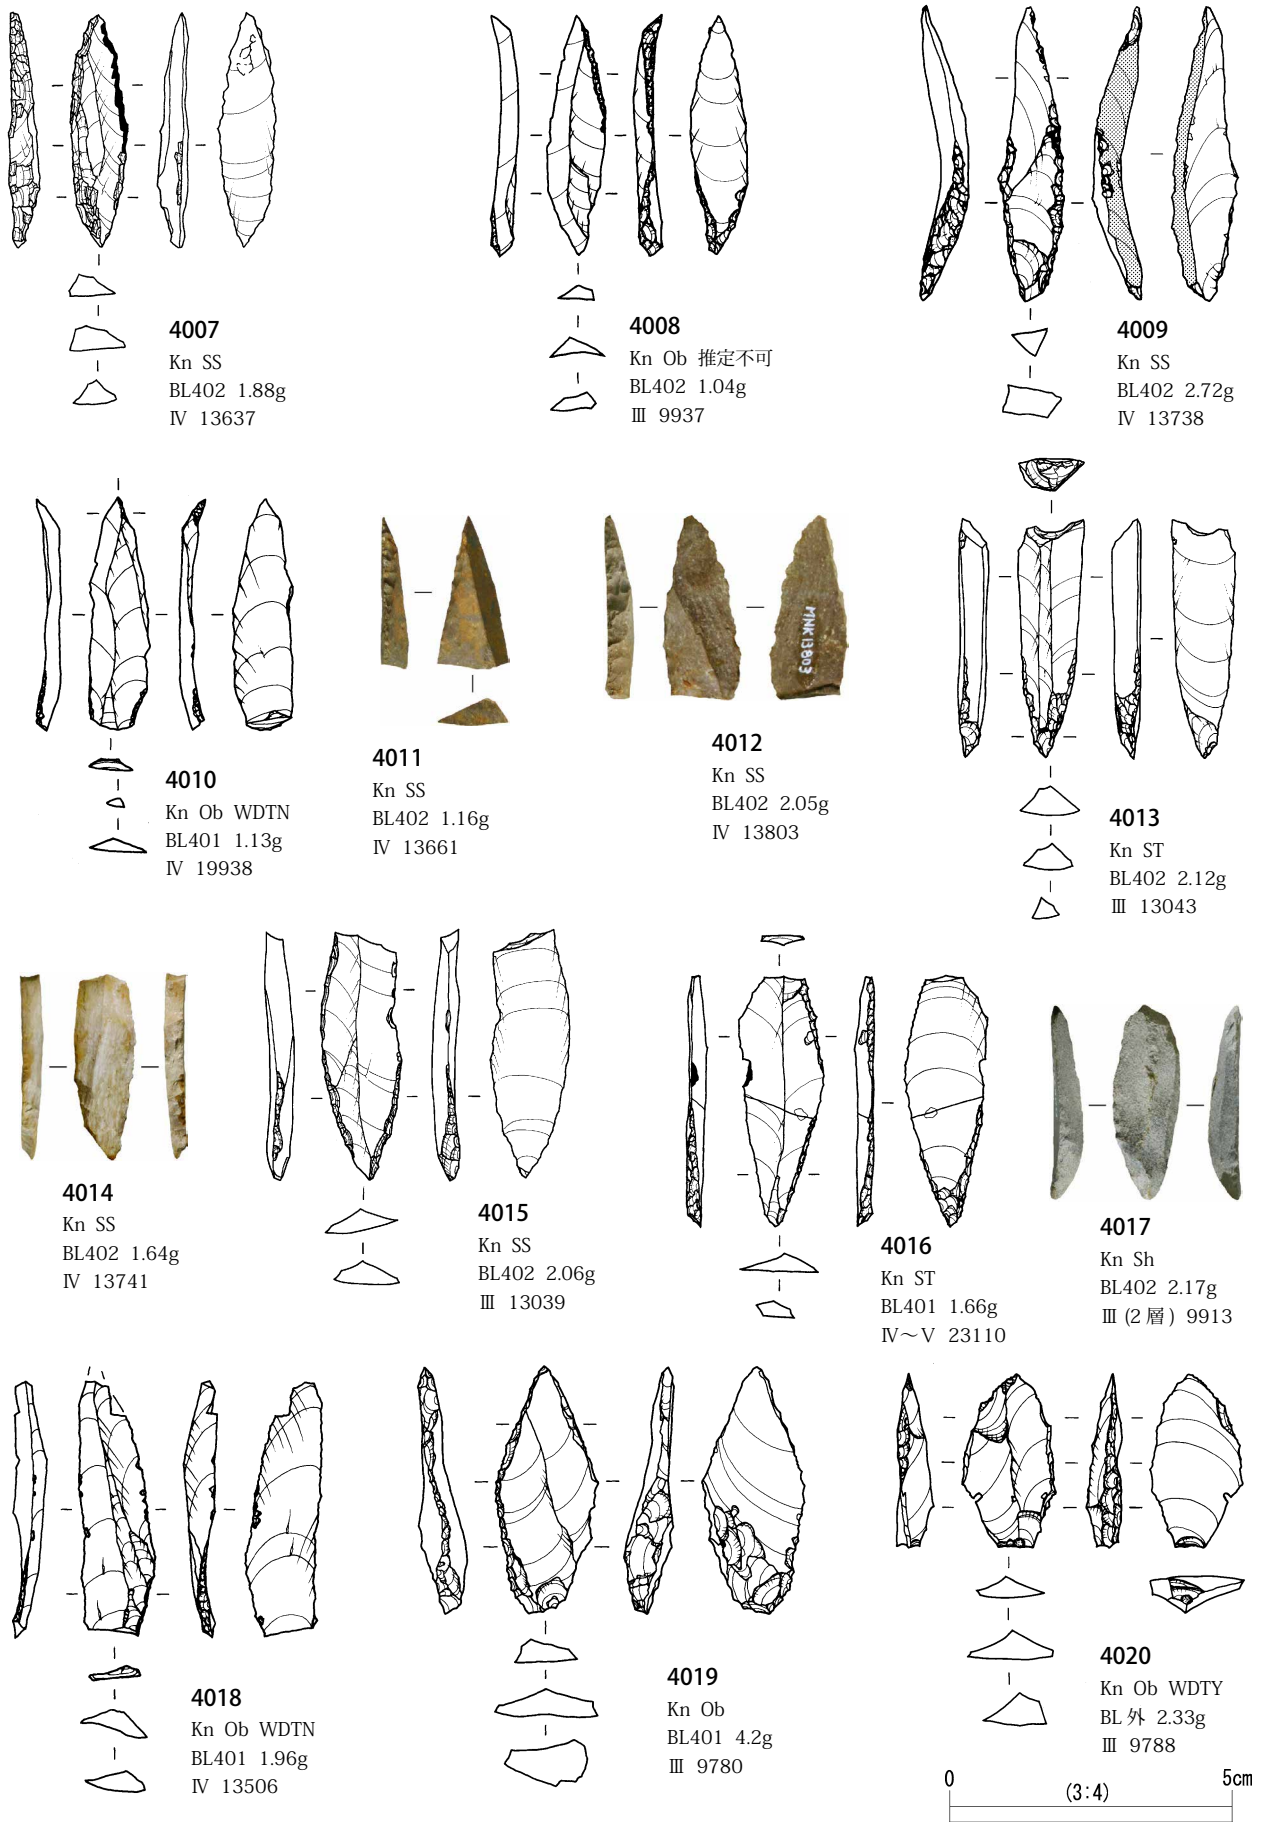 4007
Kn SS
BL402 1.88g
Ⅳ 13637
4008
Kn Ob 推定不可
BL402 1.04g
Ⅲ 9937
4009
Kn SS
BL402 2.72g
Ⅳ 13738
4010
Kn Ob WDTN
BL401 1.13g
Ⅳ 19938
4011
Kn SS
BL402 1.16g
Ⅳ 13661
MNK13803
4012
Kn SS
BL402 2.05g
Ⅳ 13803
4013
Kn ST
BL402 2.12g
Ⅲ 13043
4014
Kn SS
BL402 1.64g
Ⅳ 13741
4015
Kn SS
BL402 2.06g
Ⅲ 13039
4016
Kn ST
BL401 1.66g
Ⅳ～Ⅴ 23110
4017
Kn Sh
BL402 2.17g
Ⅲ (2 層) 9913
4018
Kn Ob WDTN
BL401 1.96g
Ⅳ 13506
4019
Kn Ob
BL401 4.2g
Ⅲ 9780
4020
Kn Ob WDTY
BL 外 2.33g
Ⅲ 9788
0 (3:4) 5cm